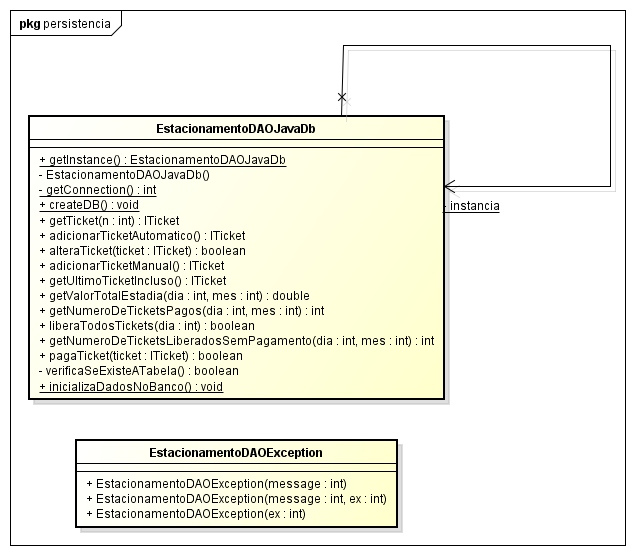 pkg persistencia
EstacionamentoDAOJavaDb
+ getInstance() : EstacionamentoDAOJavaDb
- EstacionamentoDAOJavaDb()
- getConnection() : int
+ createDB() : void
+ getTicket(n : int) : ITicket
+ adicionarTicketAutomatico() : ITicket
+ alteraTicket(ticket : ITicket) : boolean
+ adicionarTicketManual() : ITicket
+ getUltimoTicketIncluso() : ITicket
+ getValorTotalEstadia(dia : int, mes : int) : double
+ getNumeroDeTicketsPagos(dia : int, mes : int) : int
+ liberaTodosTickets(dia : int) : boolean
+ getNumeroDeTicketsLiberadosSemPagamento(dia : int, mes : int) : int
+ pagaTicket(ticket : ITicket) : boolean
- verificaSeExisteATabela() : boolean
+ inicializaDadosNoBanco() : void
- instancia
EstacionamentoDAOException
+ EstacionamentoDAOException(message : int)
+ EstacionamentoDAOException(message : int, ex : int)
+ EstacionamentoDAOException(ex : int)